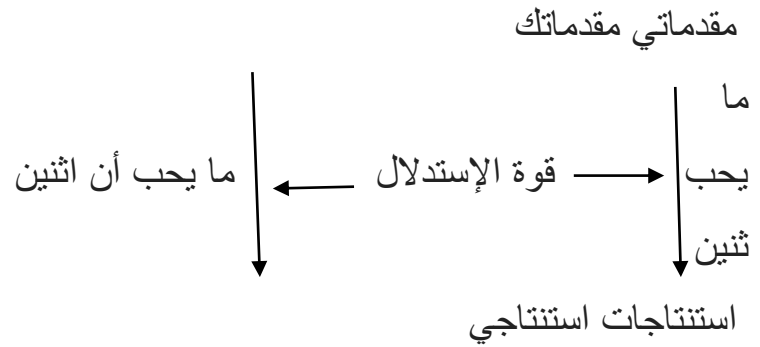 مقدماتي مقدماتك
ما
يحب
ثنين
قوة الإستدلال
ما يحب أن اثنين
استنتاجات استنتاجي